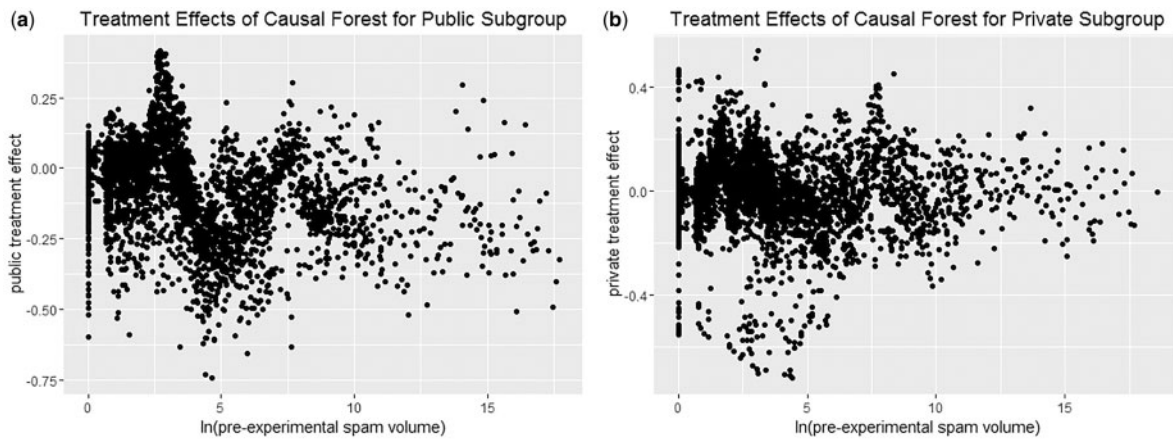 (a) Treatment Effects of Causal Forest for Public Subgroup
public treatment effect
0.25
0.00
-0.25
-0.50
-0.75
0 5 10 15
ln(pre-experimental spam volume)
(b) Treatment Effects of Causal Forest for Private Subgroup
private treatment effect
0.4
0.0
-0.4
0 5 10 15
ln(pre-experimental spam volume)